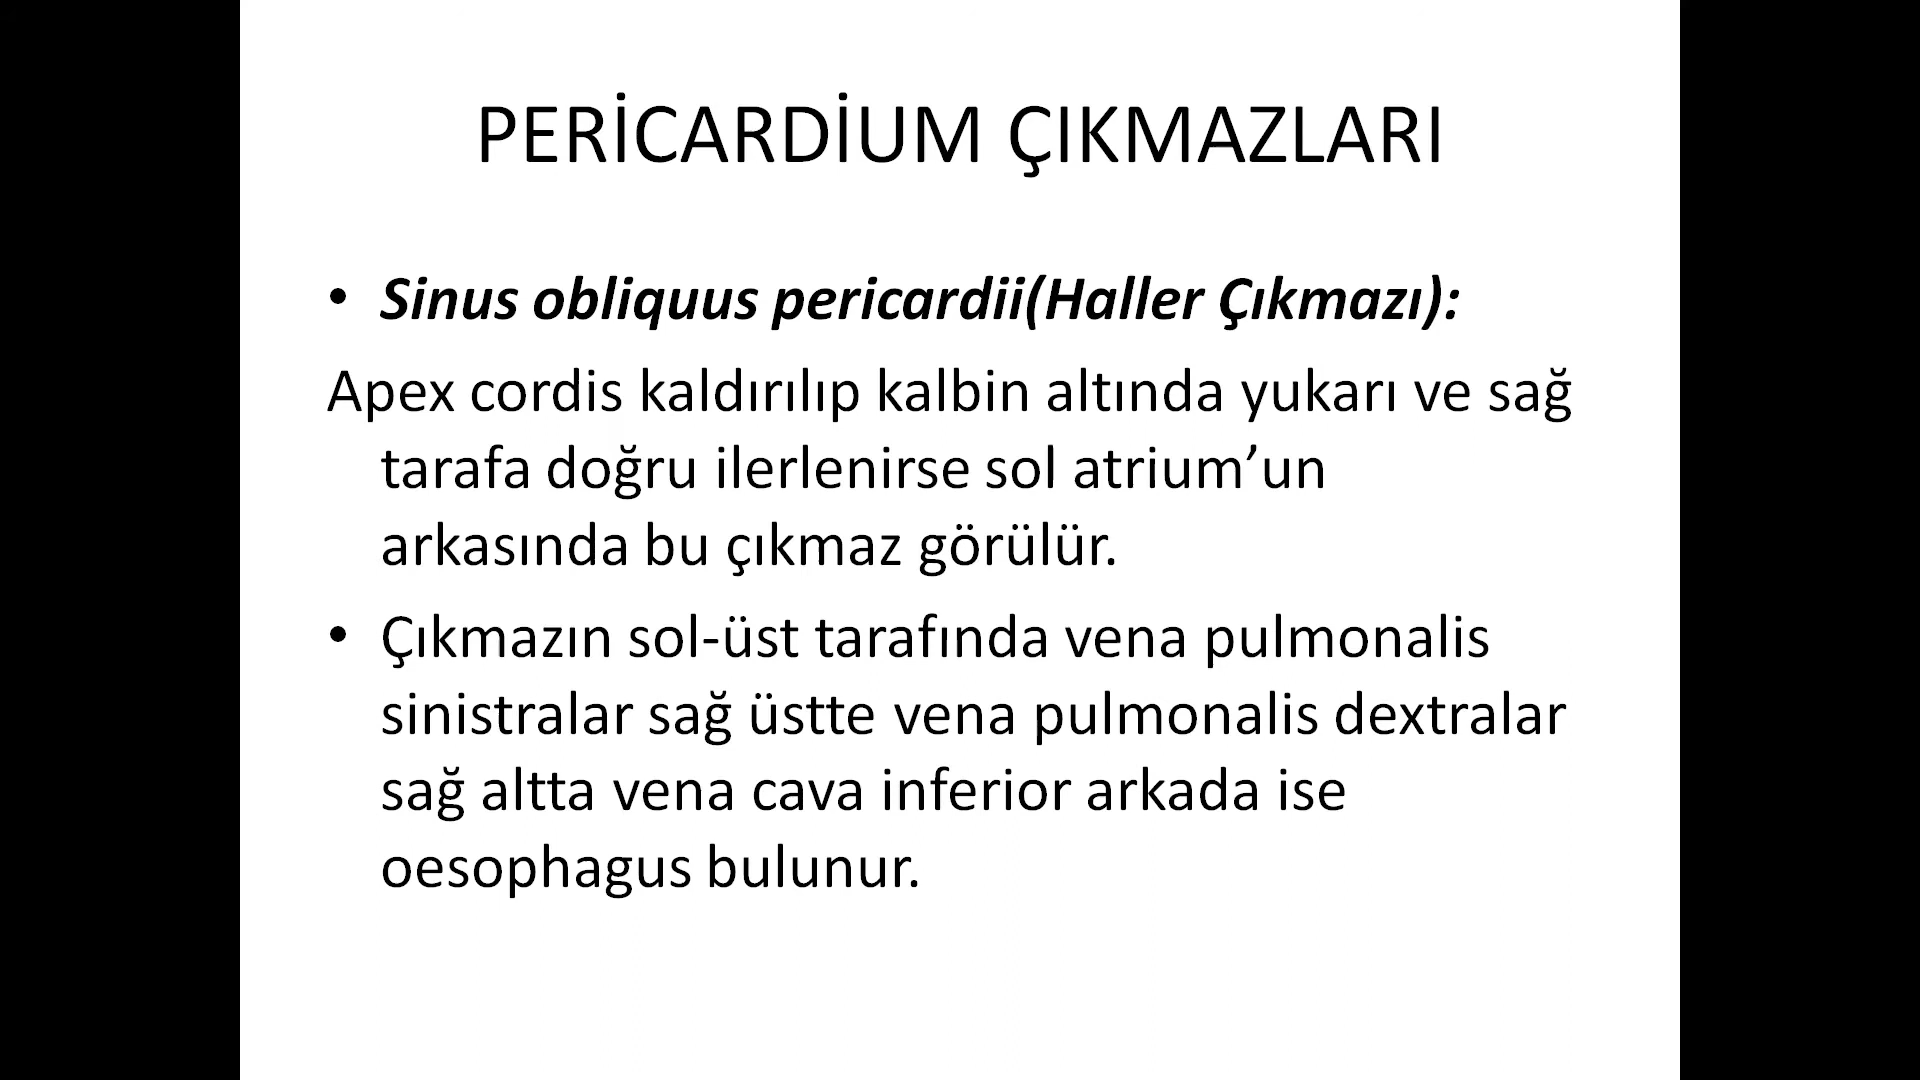 PERİCARDİUM ÇIKMAZLARI
• Sinus obliquus pericardii(Haller Çıkmazı):
Apex cordis kaldırılıp kalbin altında yukarı ve sağ
tarafa doğru ilerlenirse sol atrium’un
arkasında bu çıkmaz görülür.
• Çıkmazın sol-üst tarafında vena pulmonalis
sinistralar sağ üstte vena pulmonalis dextralar
sağ altta vena cava inferior arkada ise
oesophagus bulunur.